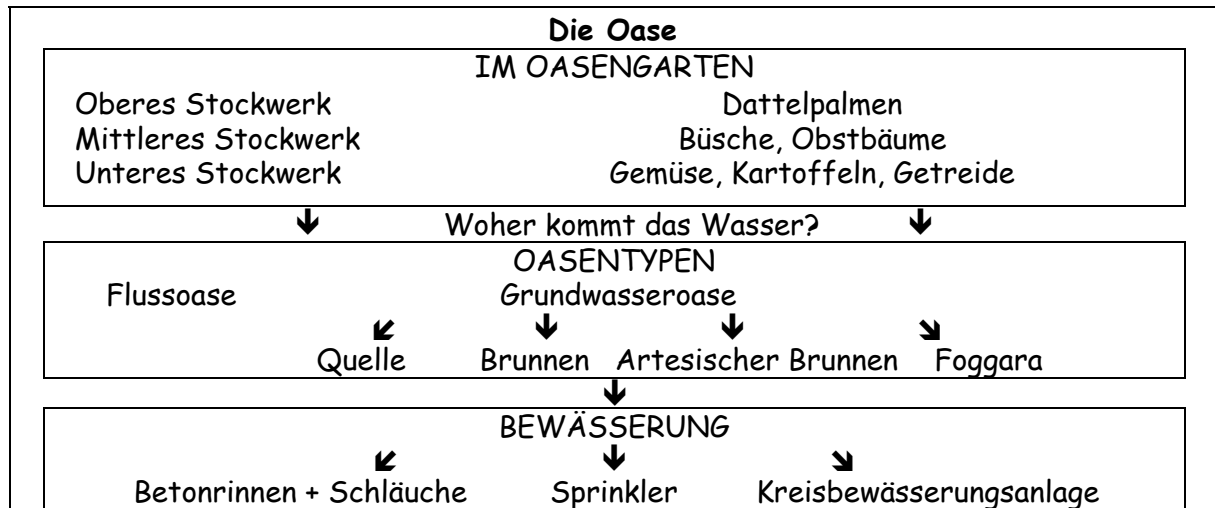 Die Oase
IM OASENGARTEN
Oberes Stockwerk Dattelpalmen
Mittleres Stockwerk Büsche, Obstbäume
Unteres Stockwerk Gemüse, Kartoffeln, Getreide
Woher kommt das Wasser?
OASENTYPEN
Flussoase Grundwasseroase
Quelle Brunnen Artesischer Brunnen Foggara
BEWÄSSERUNG
Betonrinnen + Schläuche Sprinkler Kreisbewässerungsanlage